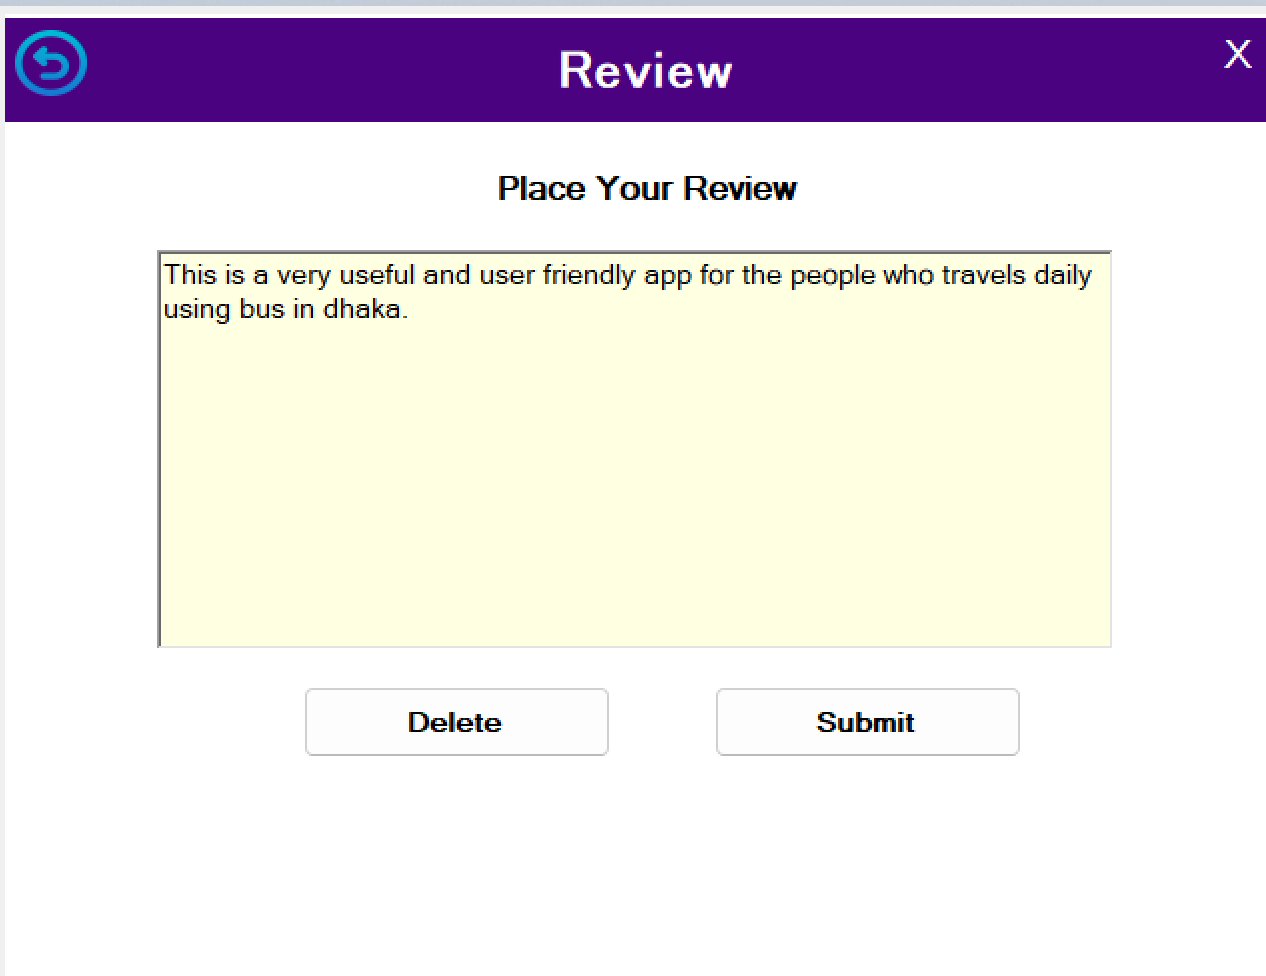 Review
X
Place Your Review
This is a very useful and user friendly app for the people who travels daily
using bus in dhaka.
Delete
Submit